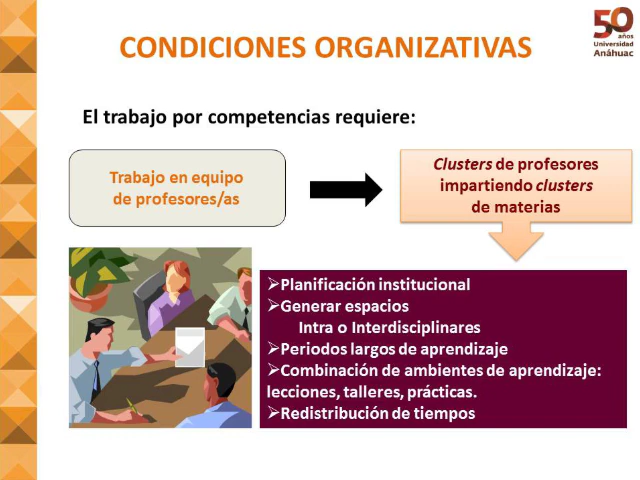 CONDICIONES ORGANIZATIVAS
50
años
Universidad
Anáhuac
El trabajo por competencias requiere:
Trabajo en equipo
de profesores/as
Clusters de profesores
impartiendo clusters
de materias
➢Planificación institucional
➢Generar espacios
Intra o Interdisciplinares
➢Periodos largos de aprendizaje
➢Combinación de ambientes de aprendizaje:
lecciones, talleres, prácticas.
➢Redistribución de tiempos